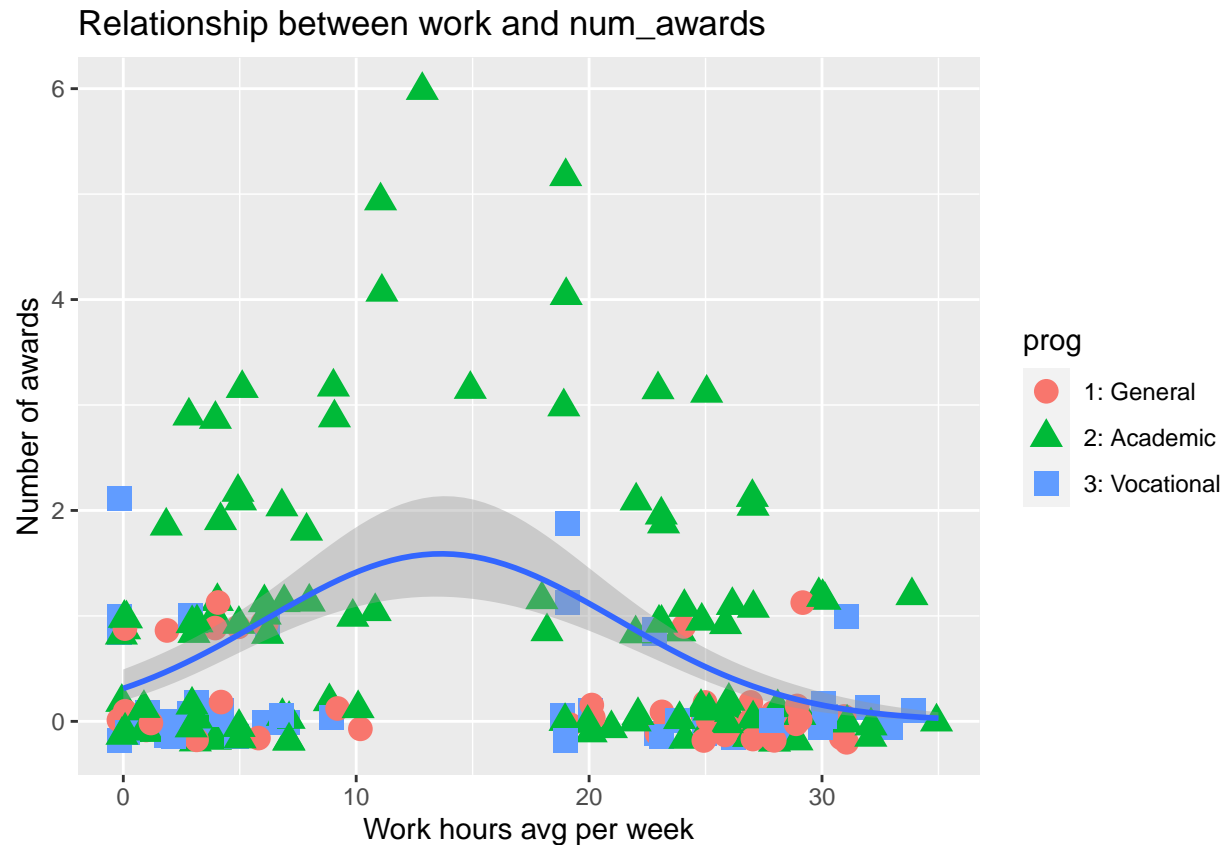 Relationship between work and num_awards
Number of awards
6
4
2
0
0
10
20
30
Work hours avg per week
prog
1: General
2: Academic
3: Vocational